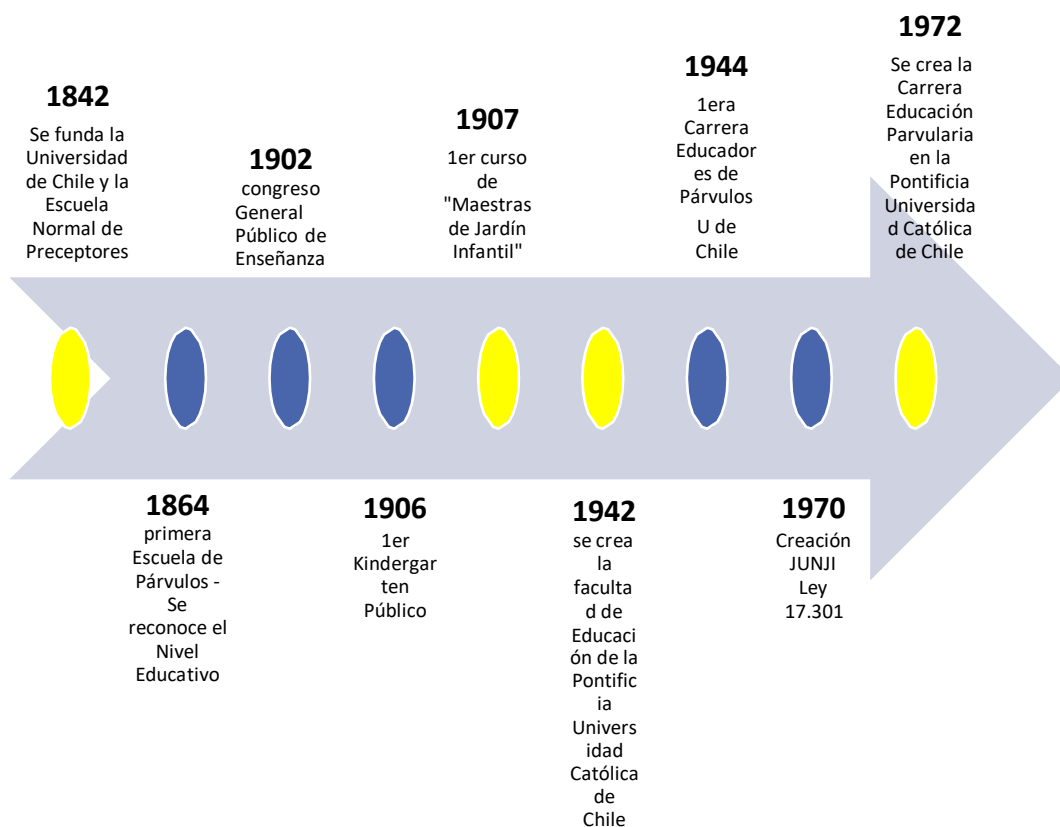 1842
Se funda la
Universidad
de Chile y la
Escuela
Normal de
Preceptores
1864
primera
Escuela de
Párvulos -
Se
reconoce el
Nivel
Educativo
1902
congreso
General
Público de
Enseñanza
1906
1er
Kindergar
ten
Público
1907
1er curso
de
"Maestras
de Jardín
Infantil"
1942
se crea
la
faculta
d de
Educaci
ón de la
Pontific
ia
Univers
idad
Católica
de
Chile
1944
1era
Carrera
Educador
es de
Párvulos
U de
Chile
1970
Creación
JUNJI
Ley
17.301
1972
Se crea la
Carrera
Educación
Parvularia
en la
Pontificia
Universida
d Católica
de Chile